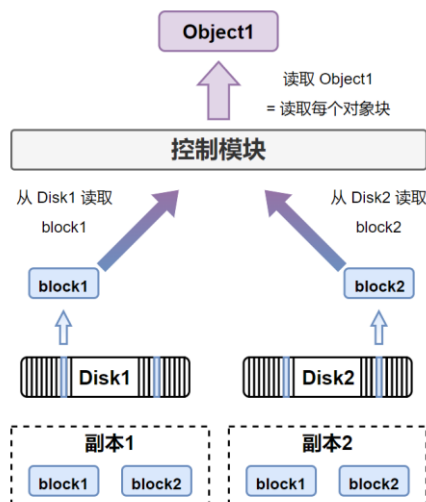 Object1
读取 Object1
= 读取每个对象块
控制模块
从 Disk1 读取
block1
从 Disk2 读取
block2
block1
block2
Disk1
Disk2
副本1
副本2
block1
block2
block1
block2